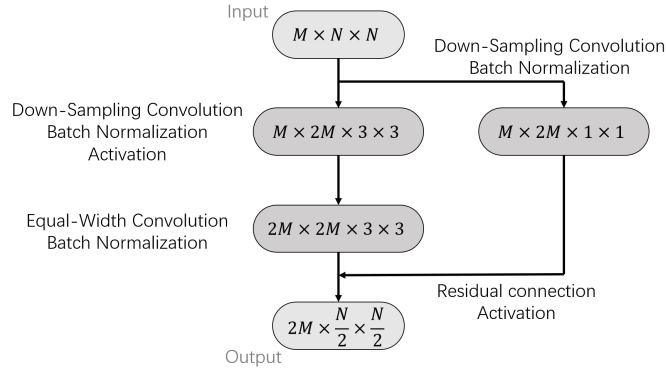 Input
M × N × N
Down-Sampling Convolution
Batch Normalization
Down-Sampling Convolution
Batch Normalization
Activation
M × 2M × 3 × 3
M × 2M × 1 × 1
Equal-Width Convolution
Batch Normalization
2M × 2M × 3 × 3
Residual connection
Activation
2M × N/2 × N/2
Output